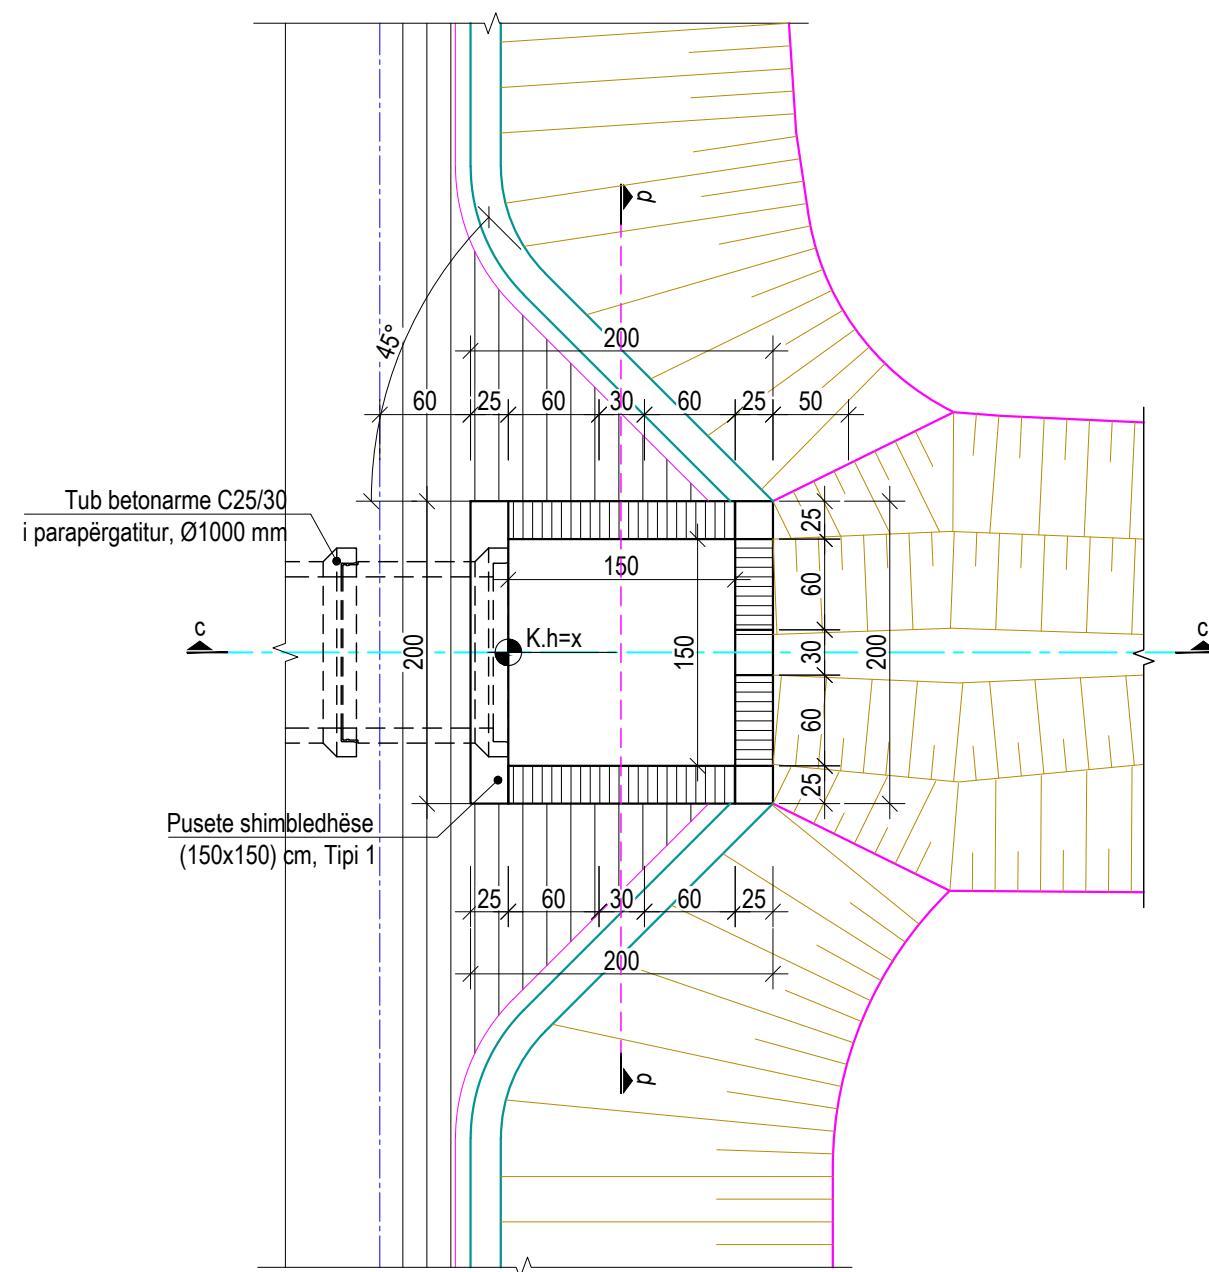 p
200
45°
60 25 60 30 60 25 50
Tub betonarme C25/30
i parapërgatitur, Ø1000 mm
25
150
60
c
200
K.h=x
150
30
200
c
60
25
Pusete shimbledhëse
(150x150) cm, Tipi 1
25 60 30 60 25
200
p